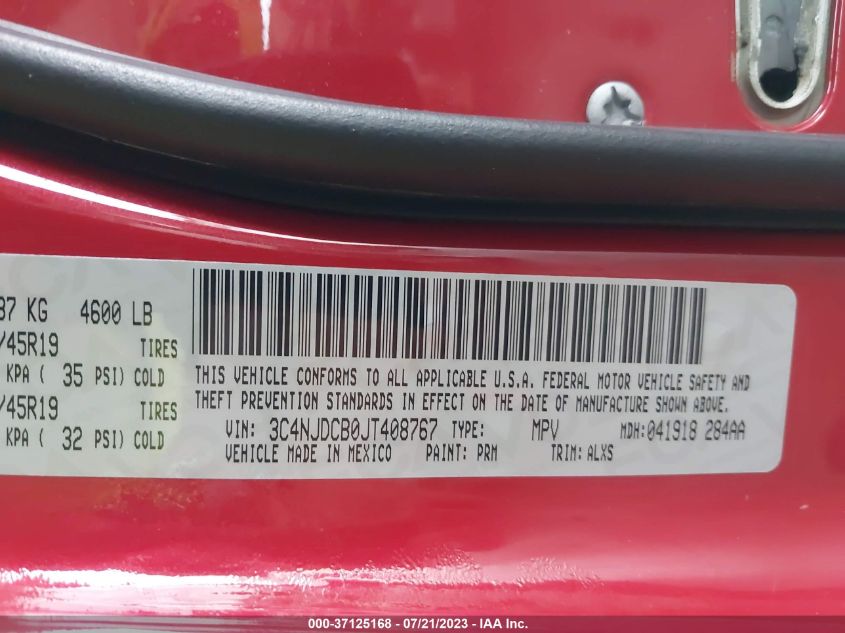 87 KG 4600 LB
/45R19 TIRES
KPA ( 35 PSI) COLD
/45R19 TIRES
KPA ( 32 PSI) COLD
THIS VEHICLE CONFORMS TO ALL APPLICABLE U.S.A. FEDERAL MOTOR VEHICLE SAFETY AND
THEFT PREVENTION STANDARDS IN EFFECT ON THE DATE OF MANUFACTURE SHOWN ABOVE.
VIN: 3C4NJDCB0JT408767 TYPE: MPV MDH:041918 284AA
VEHICLE MADE IN MEXICO PAINT: PRM TRIM: ALXS
000-37125168 - 07/21/2023 - IAA Inc.